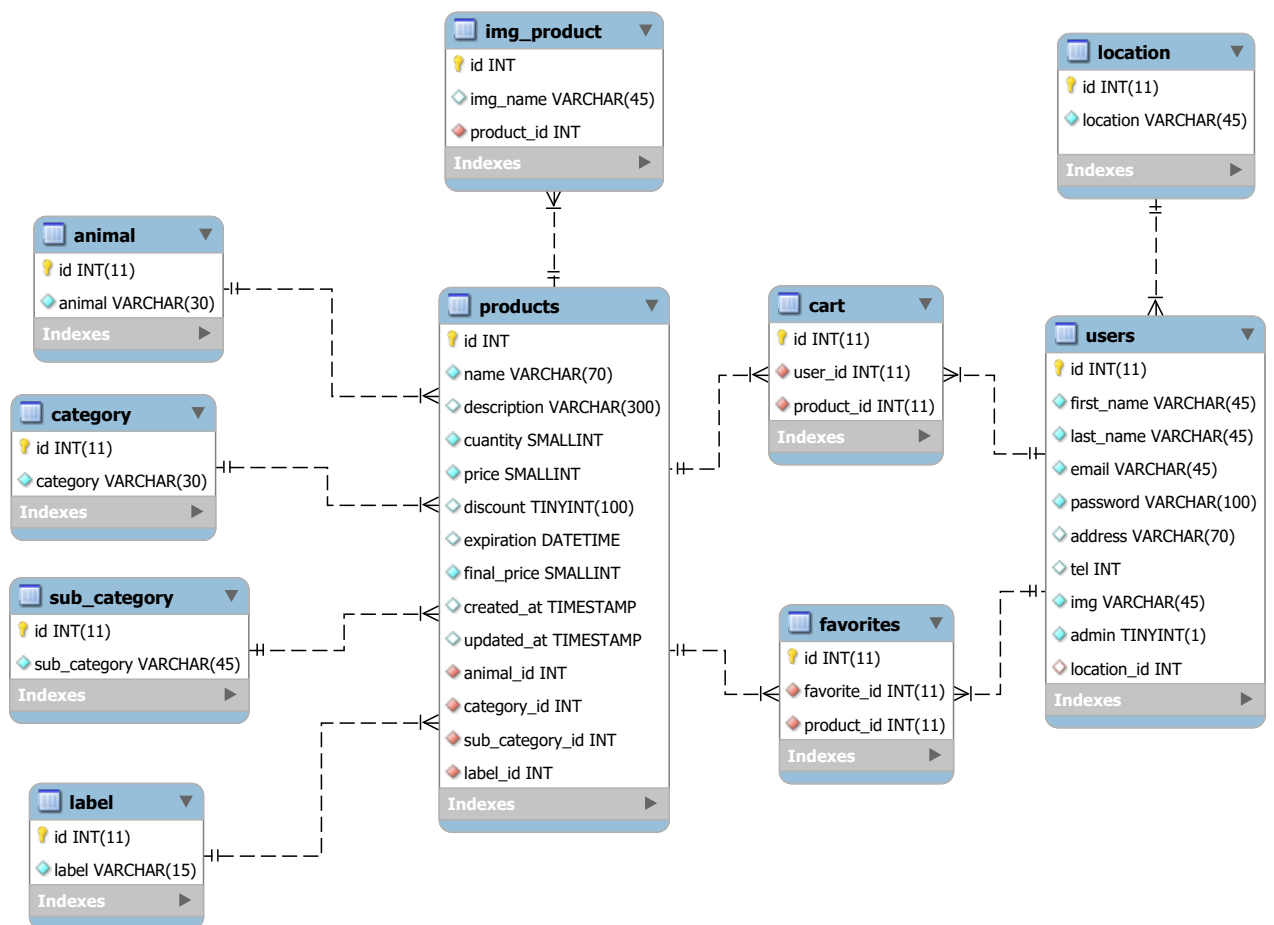 img_product
id INT
img_name VARCHAR(45)
product_id INT
Indexes
location
id INT(11)
location VARCHAR(45)
Indexes
animal
id INT(11)
animal VARCHAR(30)
Indexes
category
id INT(11)
category VARCHAR(30)
Indexes
sub_category
id INT(11)
sub_category VARCHAR(45)
Indexes
label
id INT(11)
label VARCHAR(15)
Indexes
products
id INT
name VARCHAR(70)
description VARCHAR(300)
cuantity SMALLINT
price SMALLINT
discount TINYINT(100)
expiration DATETIME
final_price SMALLINT
created_at TIMESTAMP
updated_at TIMESTAMP
animal_id INT
category_id INT
sub_category_id INT
label_id INT
Indexes
cart
id INT(11)
user_id INT(11)
product_id INT(11)
Indexes
favorites
id INT(11)
favorite_id INT(11)
product_id INT(11)
Indexes
users
id INT(11)
first_name VARCHAR(45)
last_name VARCHAR(45)
email VARCHAR(45)
password VARCHAR(100)
address VARCHAR(70)
tel INT
img VARCHAR(45)
admin TINYINT(1)
location_id INT
Indexes